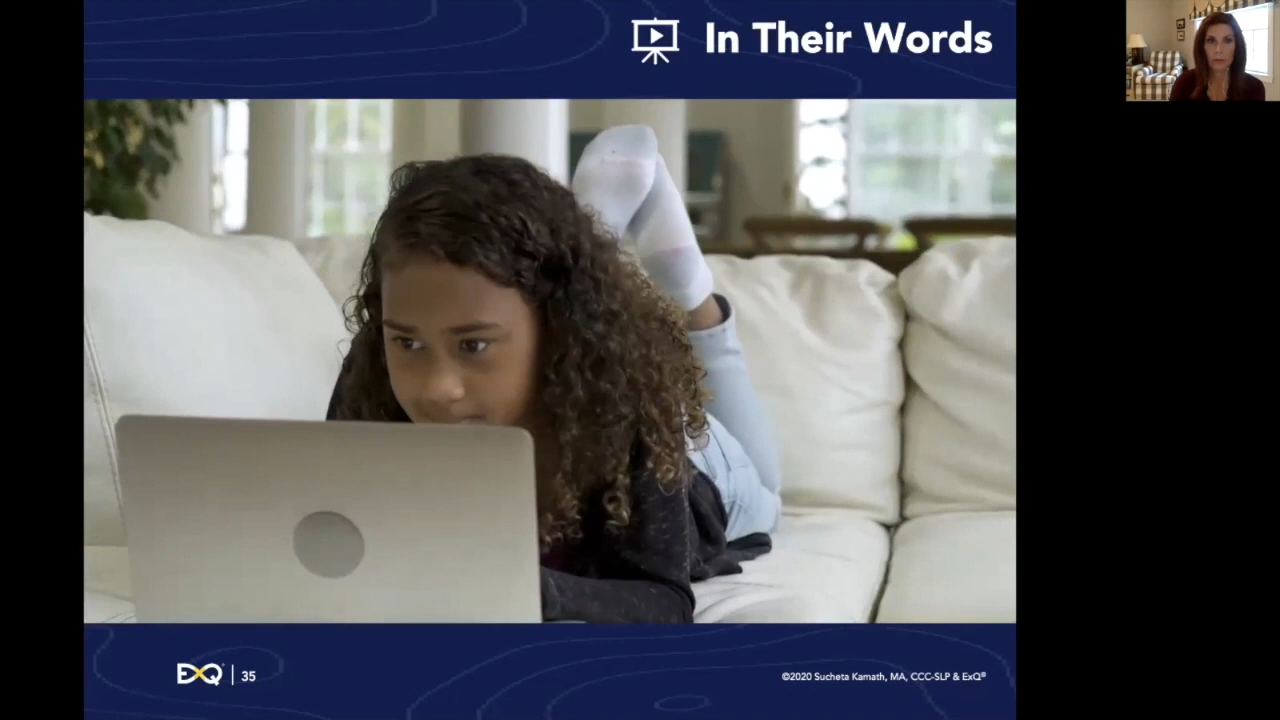 In Their Words
ExQ® | 35
©2020 Sucheta Kamath, MA, CCC-SLP & ExQ®